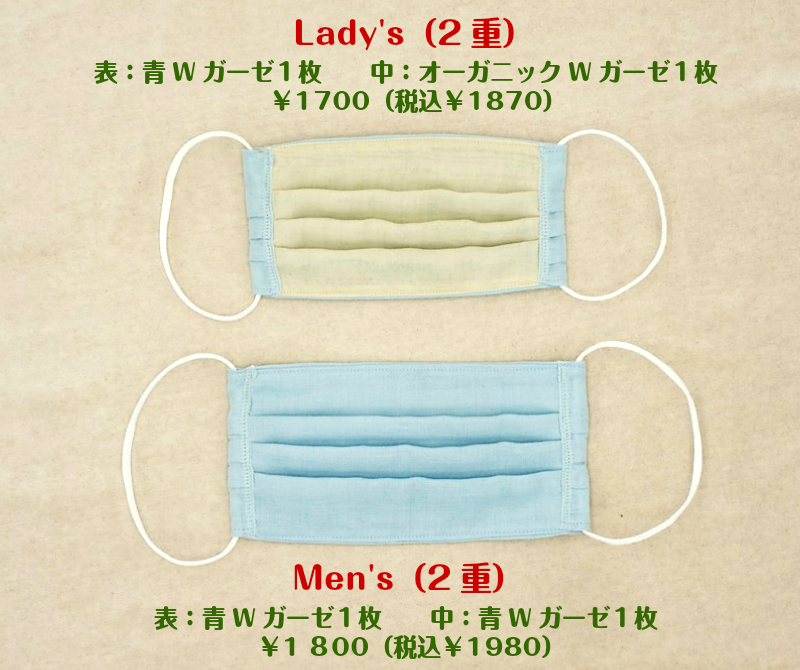 Lady's（2重）
表：青Wガーゼ1枚　　中：オーガニックWガーゼ1枚
￥1700（税込￥1870）
Men's（2重）
表：青Wガーゼ1枚　　中：青Wガーゼ1枚
￥1 800（税込￥1980）